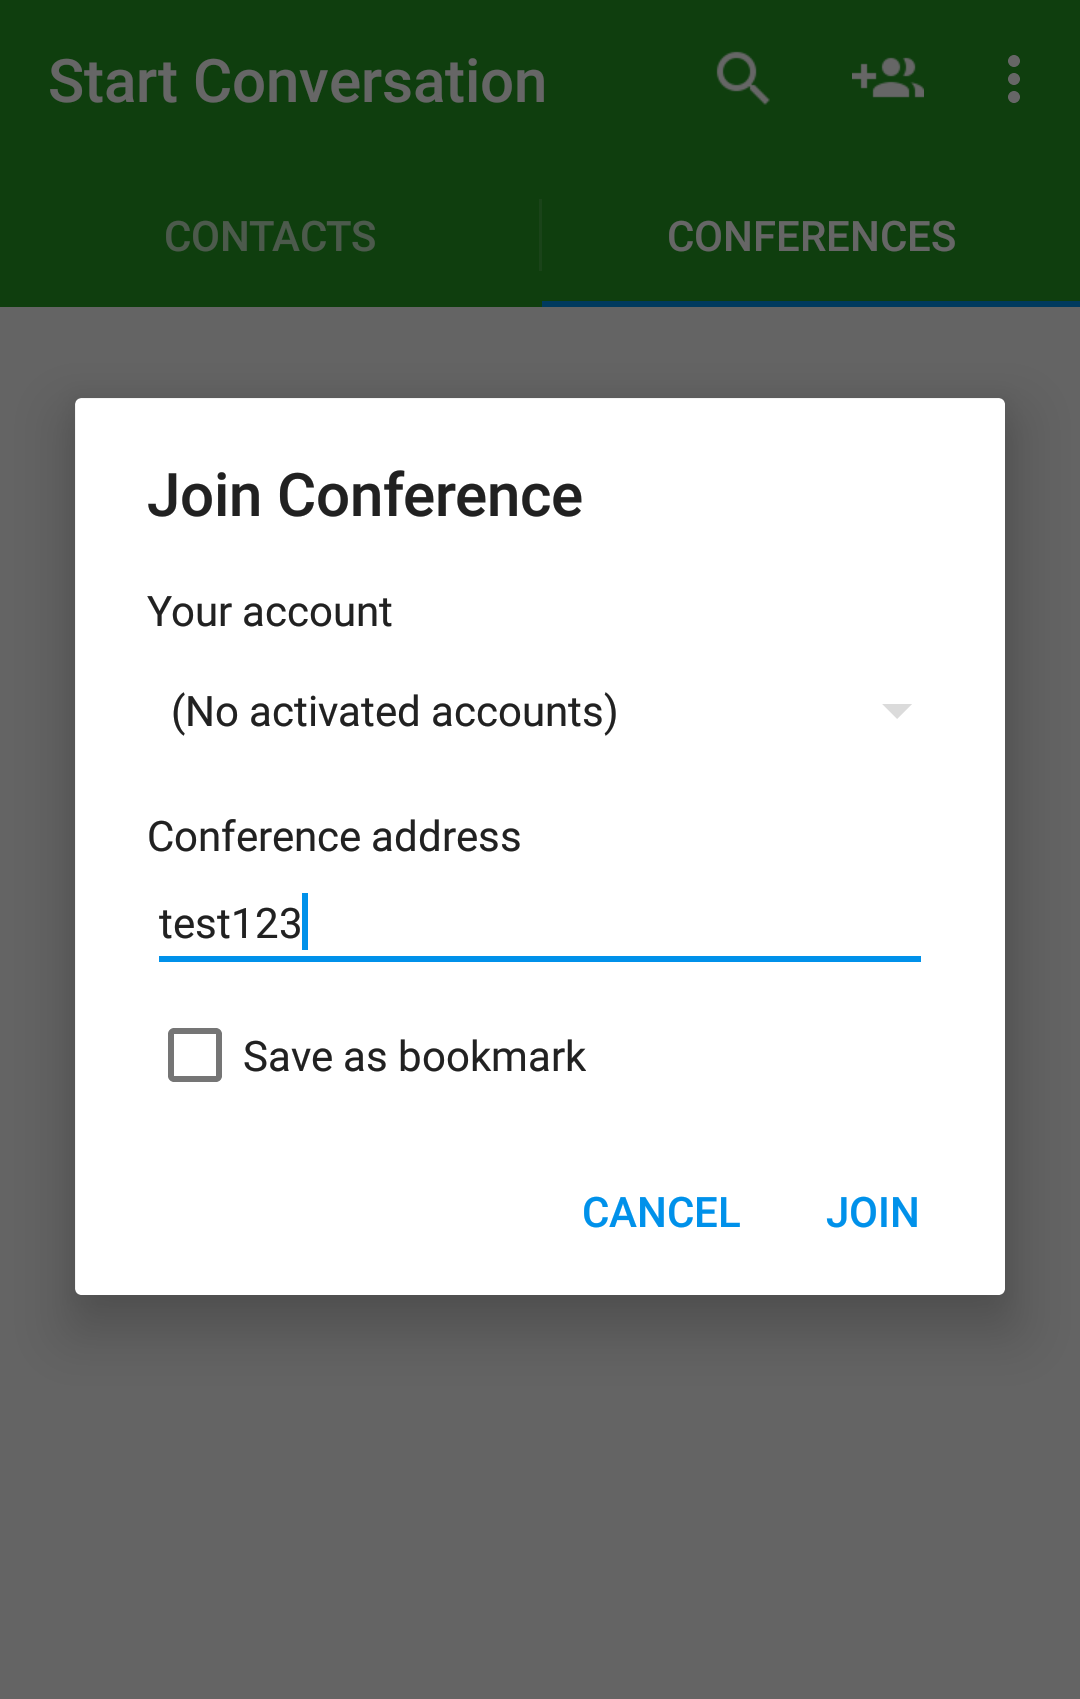 Start Conversation
CONTACTS
CONFERENCES
Join Conference
Your account
(No activated accounts)
Conference address
test123
Save as bookmark
CANCEL
JOIN